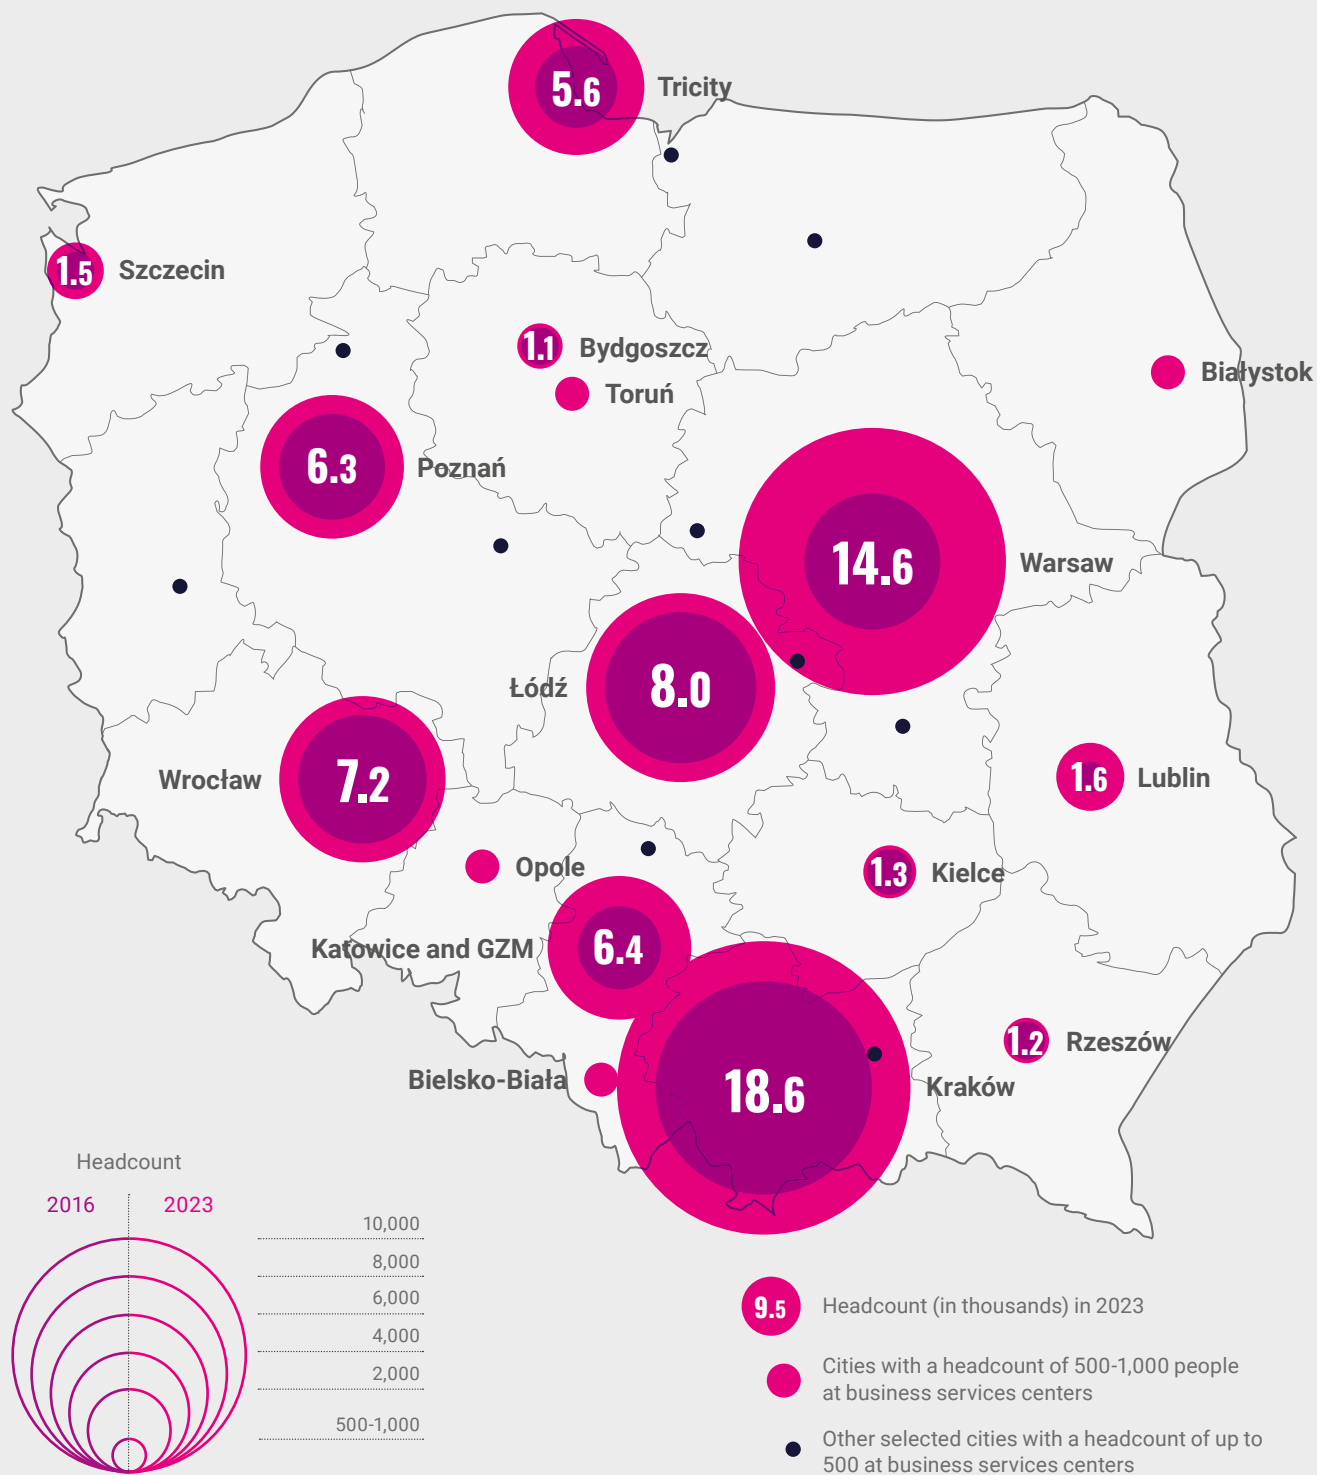 5.6
Tricity
1.5
Szczecin
1.1
Bydgoszcz
Toruń
Białystok
6.3
Poznań
14.6
Warsaw
8.0
Łódź
7.2
Wrocław
1.6
Lublin
Opole
1.3
Kielce
6.4
Katowice and GZM
1.2
Rzeszów
Bielsko-Biała
18.6
Kraków
Headcount
2016
2023
10,000
8,000
6,000
4,000
2,000
500-1,000
9.5
Headcount (in thousands) in 2023
Cities with a headcount of 500-1,000 people
at business services centers
Other selected cities with a headcount of up to
500 at business services centers